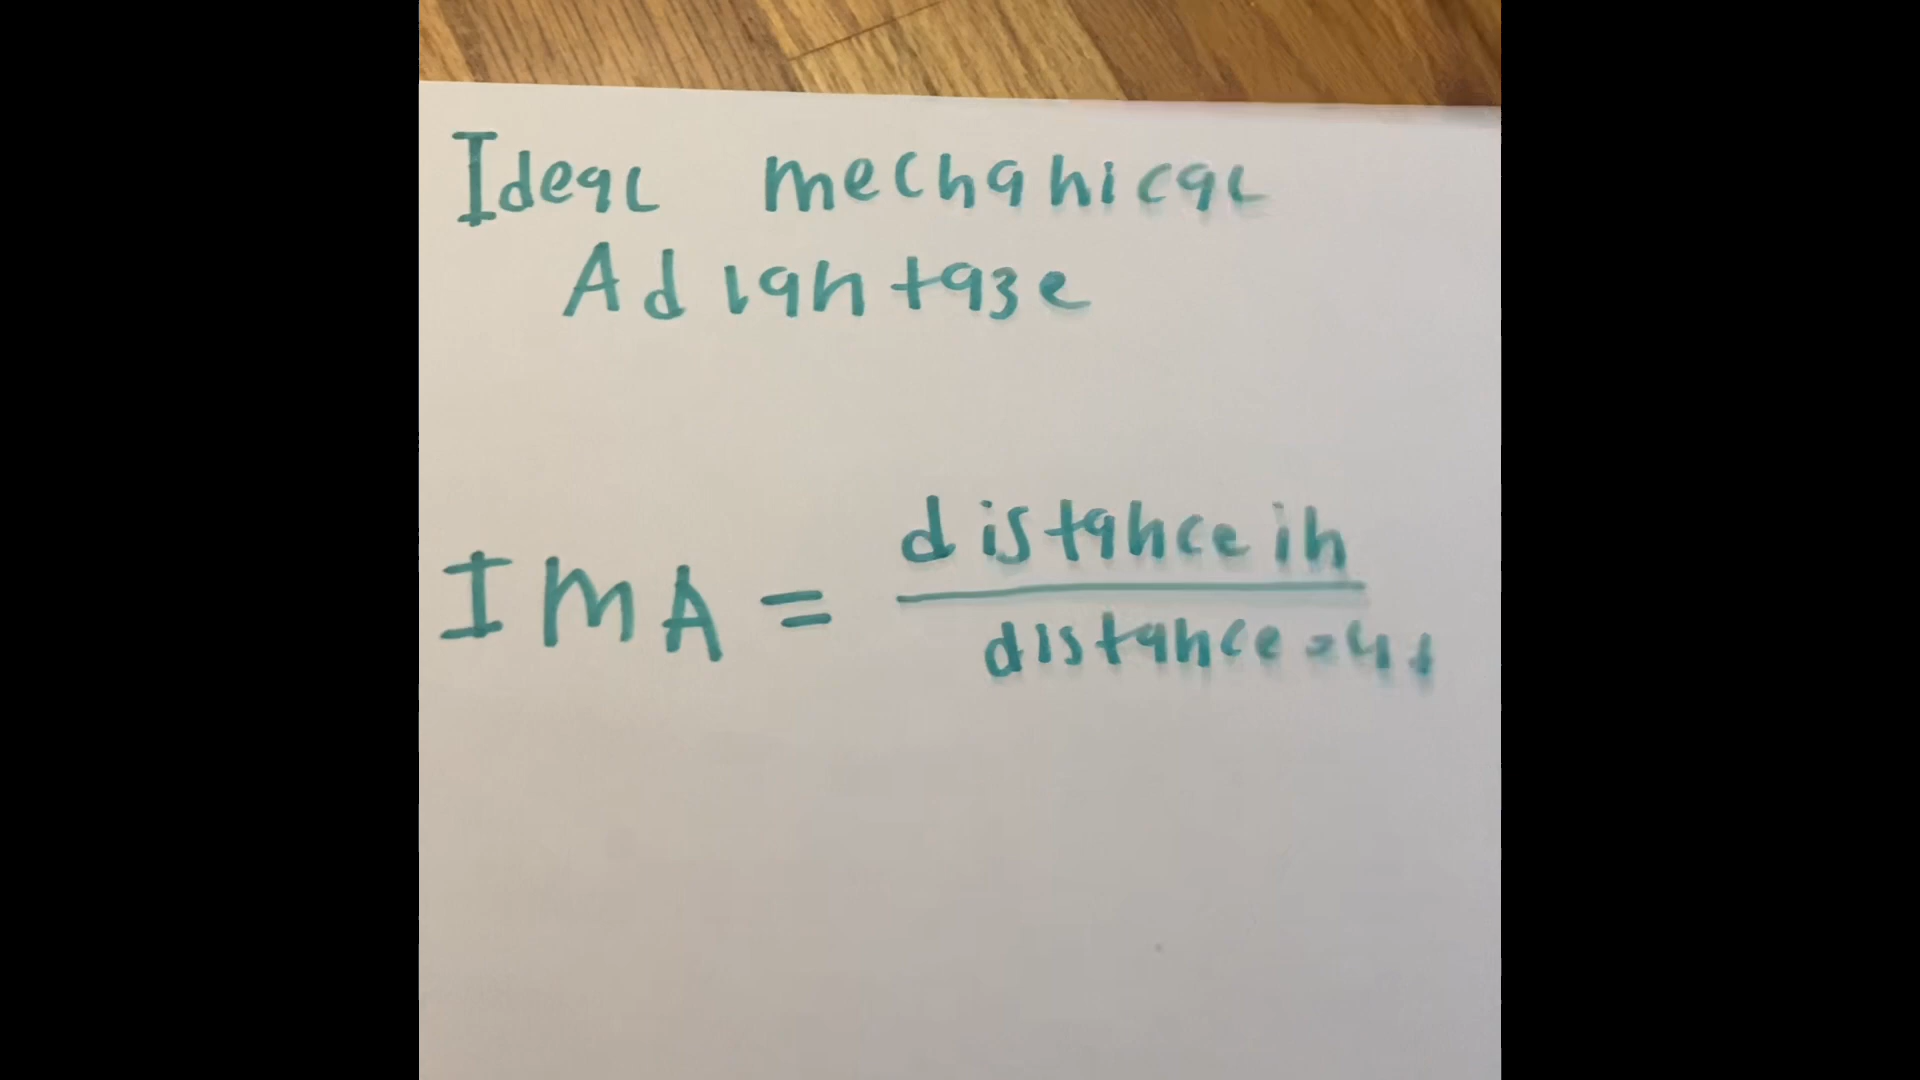 Ideal mechanical
Advantage
IMA = distance in
distance out